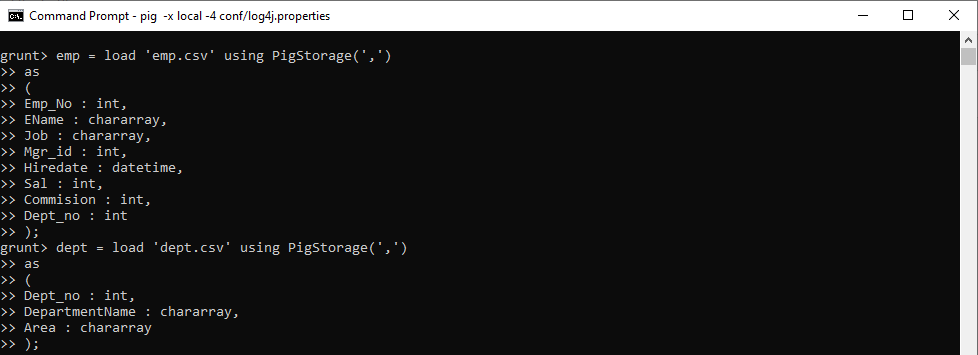 Command Prompt - pig  -x local -4 conf/log4j.properties
grunt> emp = load 'emp.csv' using PigStorage(',')
>> as
>> (
>> Emp_No : int,
>> EName : chararray,
>> Job : chararray,
>> Mgr_id : int,
>> Hiredate : datetime,
>> Sal : int,
>> Commision : int,
>> Dept_no : int
>> );
grunt> dept = load 'dept.csv' using PigStorage(',')
>> as
>> (
>> Dept_no : int,
>> DepartmentName : chararray,
>> Area : chararray
>> );